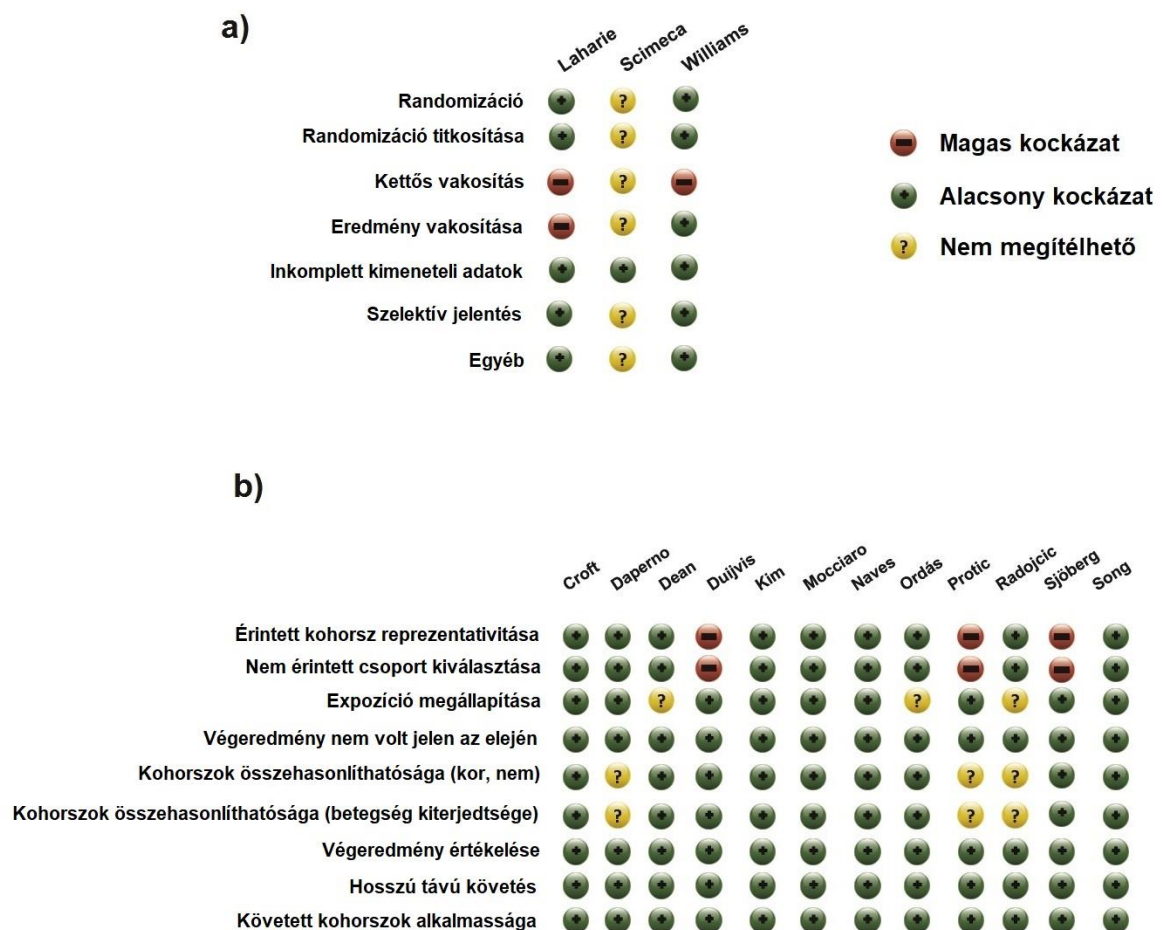 a)
Laharie Scimeca Williams
Randomizáció
Randomizáció titkosítása
Kettős vakosítás
Eredmény vakosítása
Inkomplett kimeneteli adatok
Szelektív jelentés
Egyéb
Magas kockázat
Alacsony kockázat
Nem megítélhető
b)
Croft Daperno Dean Duijvis Kim Mocciaro Naves Ordás Protic Radojcic Sjöberg Song
Érintett kohorsz reprezentativitása
Nem érintett csoport kiválasztása
Expozíció megállapítása
Végeredmény nem volt jelen az elején
Kohorszok összehasonlíthatósága (kor, nem)
Kohorszok összehasonlíthatósága (betegség kiterjedtsége)
Végeredmény értékelése
Hosszú távú követés
Követett kohorszok alkalmassága